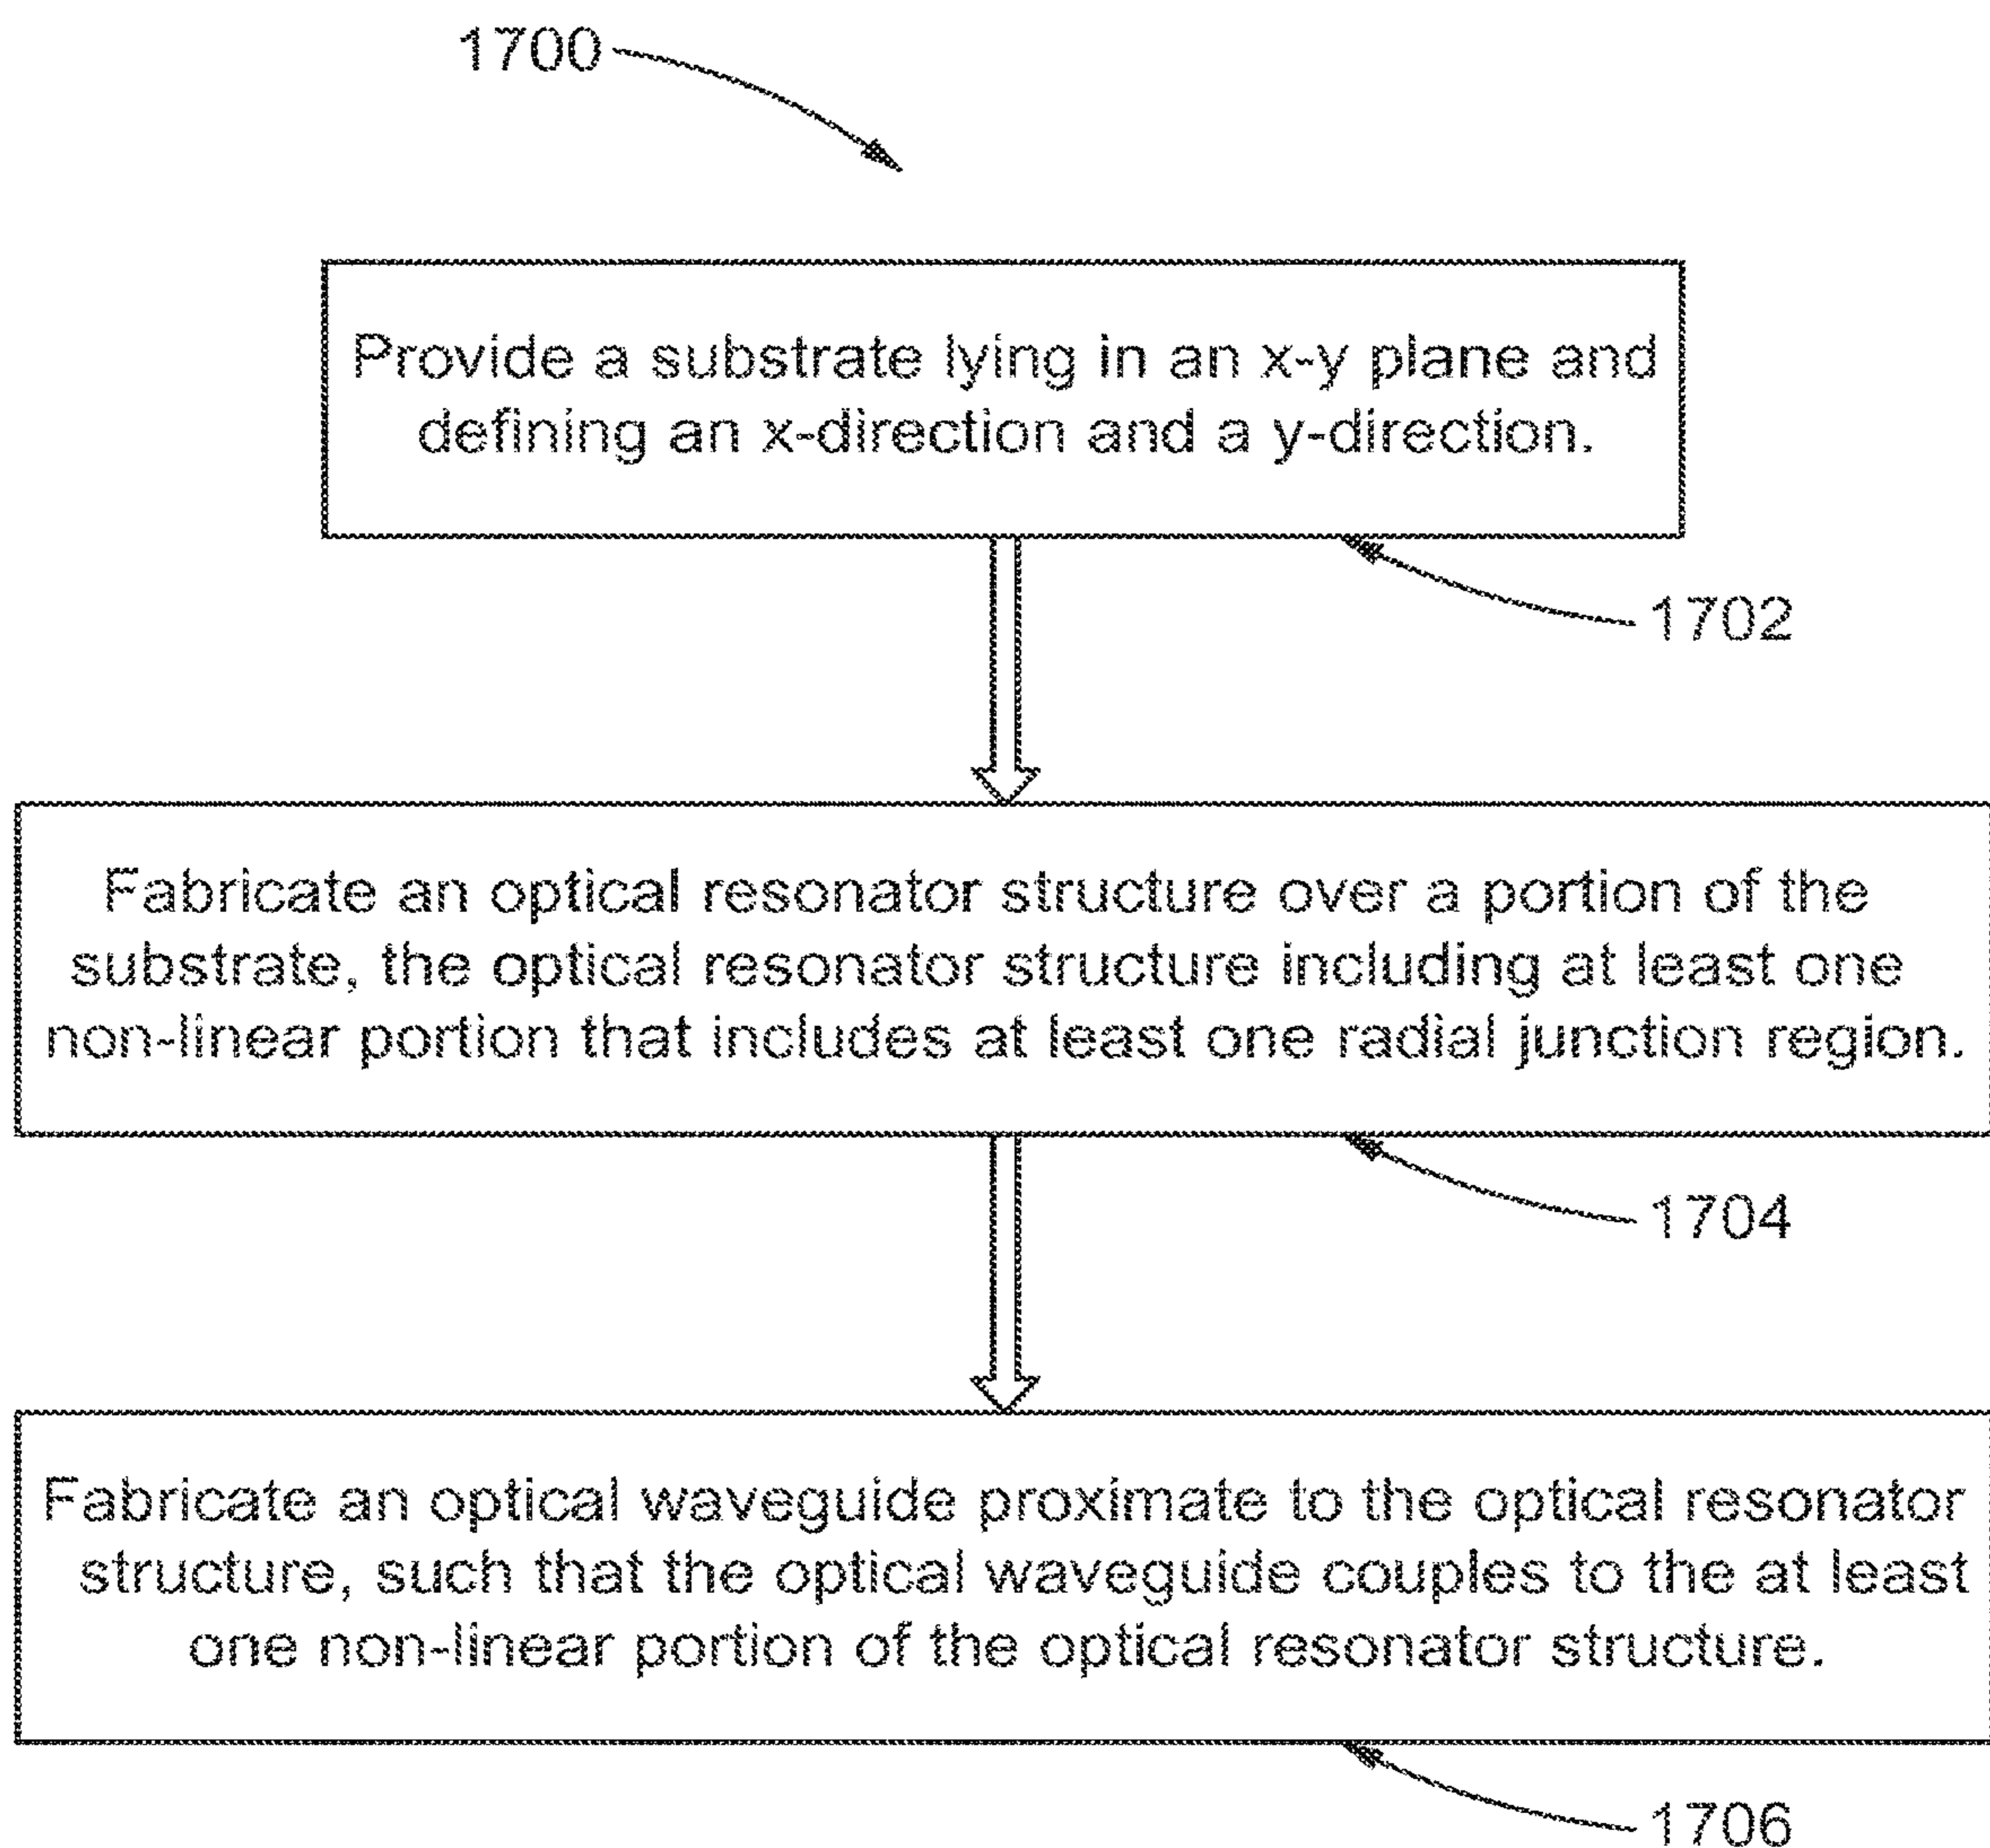 1700
Provide a substrate lying in an x-y plane and
defining an x-direction and a y-direction.
1702
Fabricate an optical resonator structure over a portion of the
substrate, the optical resonator structure including at least one
non-linear portion that includes at least one radial junction region.
1704
Fabricate an optical waveguide proximate to the optical resonator
structure, such that the optical waveguide couples to the at least
one non-linear portion of the optical resonator structure.
1706